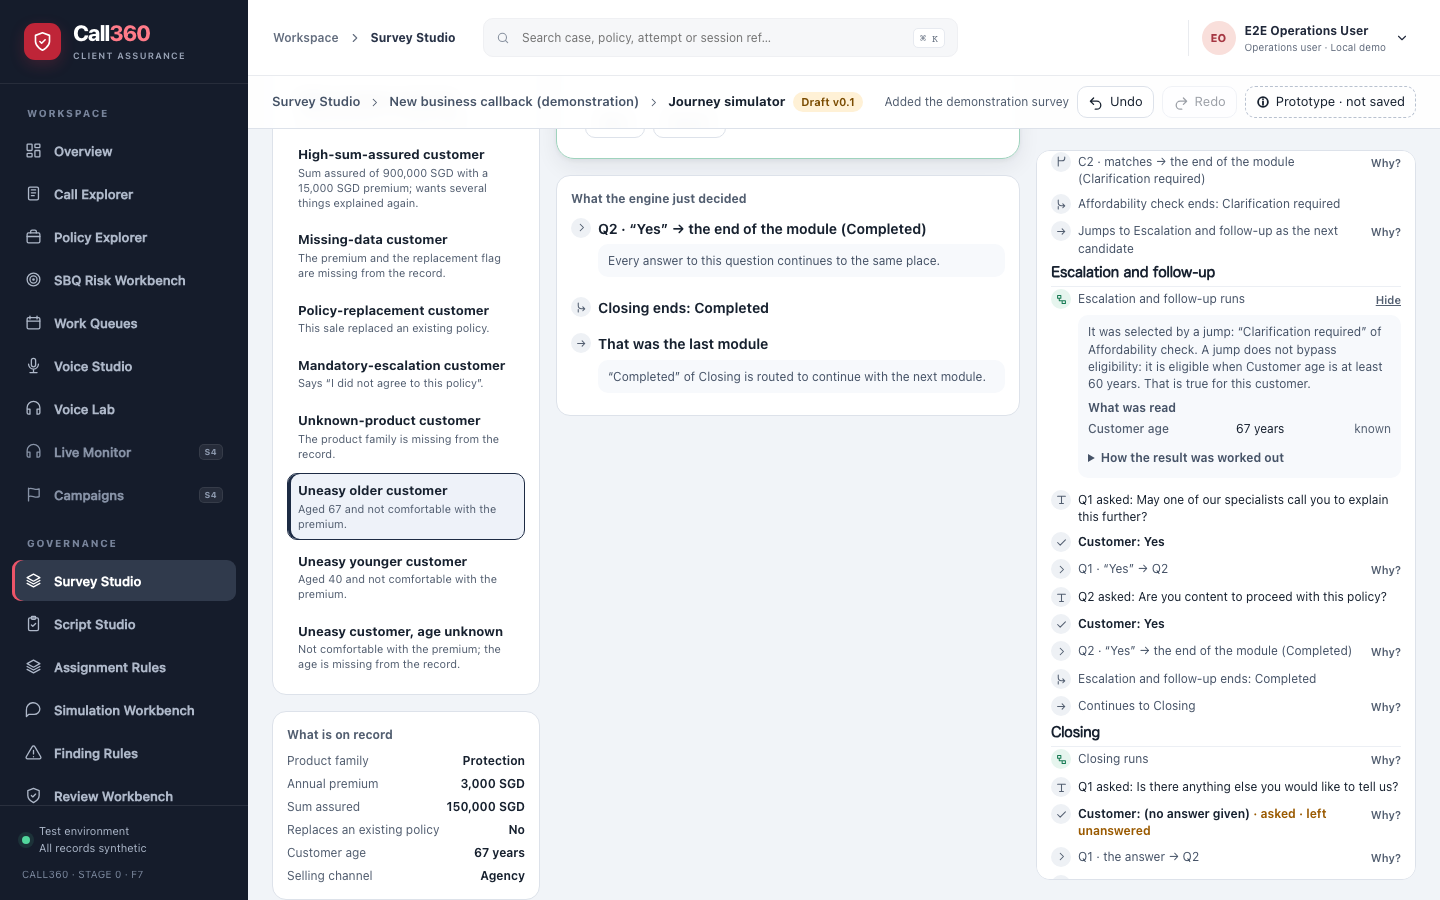 Call360
CLIENT ASSURANCE
WORKSPACE
Overview
Call Explorer
Policy Explorer
SBQ Risk Workbench
Work Queues
Voice Studio
Voice Lab
Live Monitor S4
Campaigns S4
GOVERNANCE
Survey Studio
Script Studio
Assignment Rules
Simulation Workbench
Finding Rules
Review Workbench
Test environment
All records synthetic
CALL360 · STAGE 0 · F7
Workspace > Survey Studio
Search case, policy, attempt or session ref...
⌘ K
EO
E2E Operations User
Operations user · Local demo
Survey Studio > New business callback (demonstration) > Journey simulator
Draft v0.1
Added the demonstration survey
Undo
Redo
Prototype · not saved
High-sum-assured customer
Sum assured of 900,000 SGD with a
15,000 SGD premium; wants several
things explained again.
Missing-data customer
The premium and the replacement flag
are missing from the record.
Policy-replacement customer
This sale replaced an existing policy.
Mandatory-escalation customer
Says “I did not agree to this policy”.
Unknown-product customer
The product family is missing from the
record.
Uneasy older customer
Aged 67 and not comfortable with the
premium.
Uneasy younger customer
Aged 40 and not comfortable with the
premium.
Uneasy customer, age unknown
Not comfortable with the premium; the
age is missing from the record.
What is on record
Product family Protection
Annual premium 3,000 SGD
Sum assured 150,000 SGD
Replaces an existing policy No
Customer age 67 years
Selling channel Agency
What the engine just decided
Q2 · “Yes” → the end of the module (Completed)
Every answer to this question continues to the same place.
Closing ends: Completed
That was the last module
“Completed” of Closing is routed to continue with the next module.
C2 · matches → the end of the module
(Clarification required)
Why?
Affordability check ends: Clarification required
Jumps to Escalation and follow-up as the next
candidate
Why?
Escalation and follow-up
Escalation and follow-up runs Hide
It was selected by a jump: “Clarification required” of
Affordability check. A jump does not bypass
eligibility: it is eligible when Customer age is at least
60 years. That is true for this customer.
What was read
Customer age 67 years known
How the result was worked out
Q1 asked: May one of our specialists call you to explain
this further?
Customer: Yes
Q1 · “Yes” → Q2 Why?
Q2 asked: Are you content to proceed with this policy?
Customer: Yes
Q2 · “Yes” → the end of the module (Completed) Why?
Escalation and follow-up ends: Completed
Continues to Closing Why?
Closing
Closing runs Why?
Q1 asked: Is there anything else you would like to tell us?
Customer: (no answer given) · asked · left
unanswered
Why?
Q1 · the answer → Q2 Why?